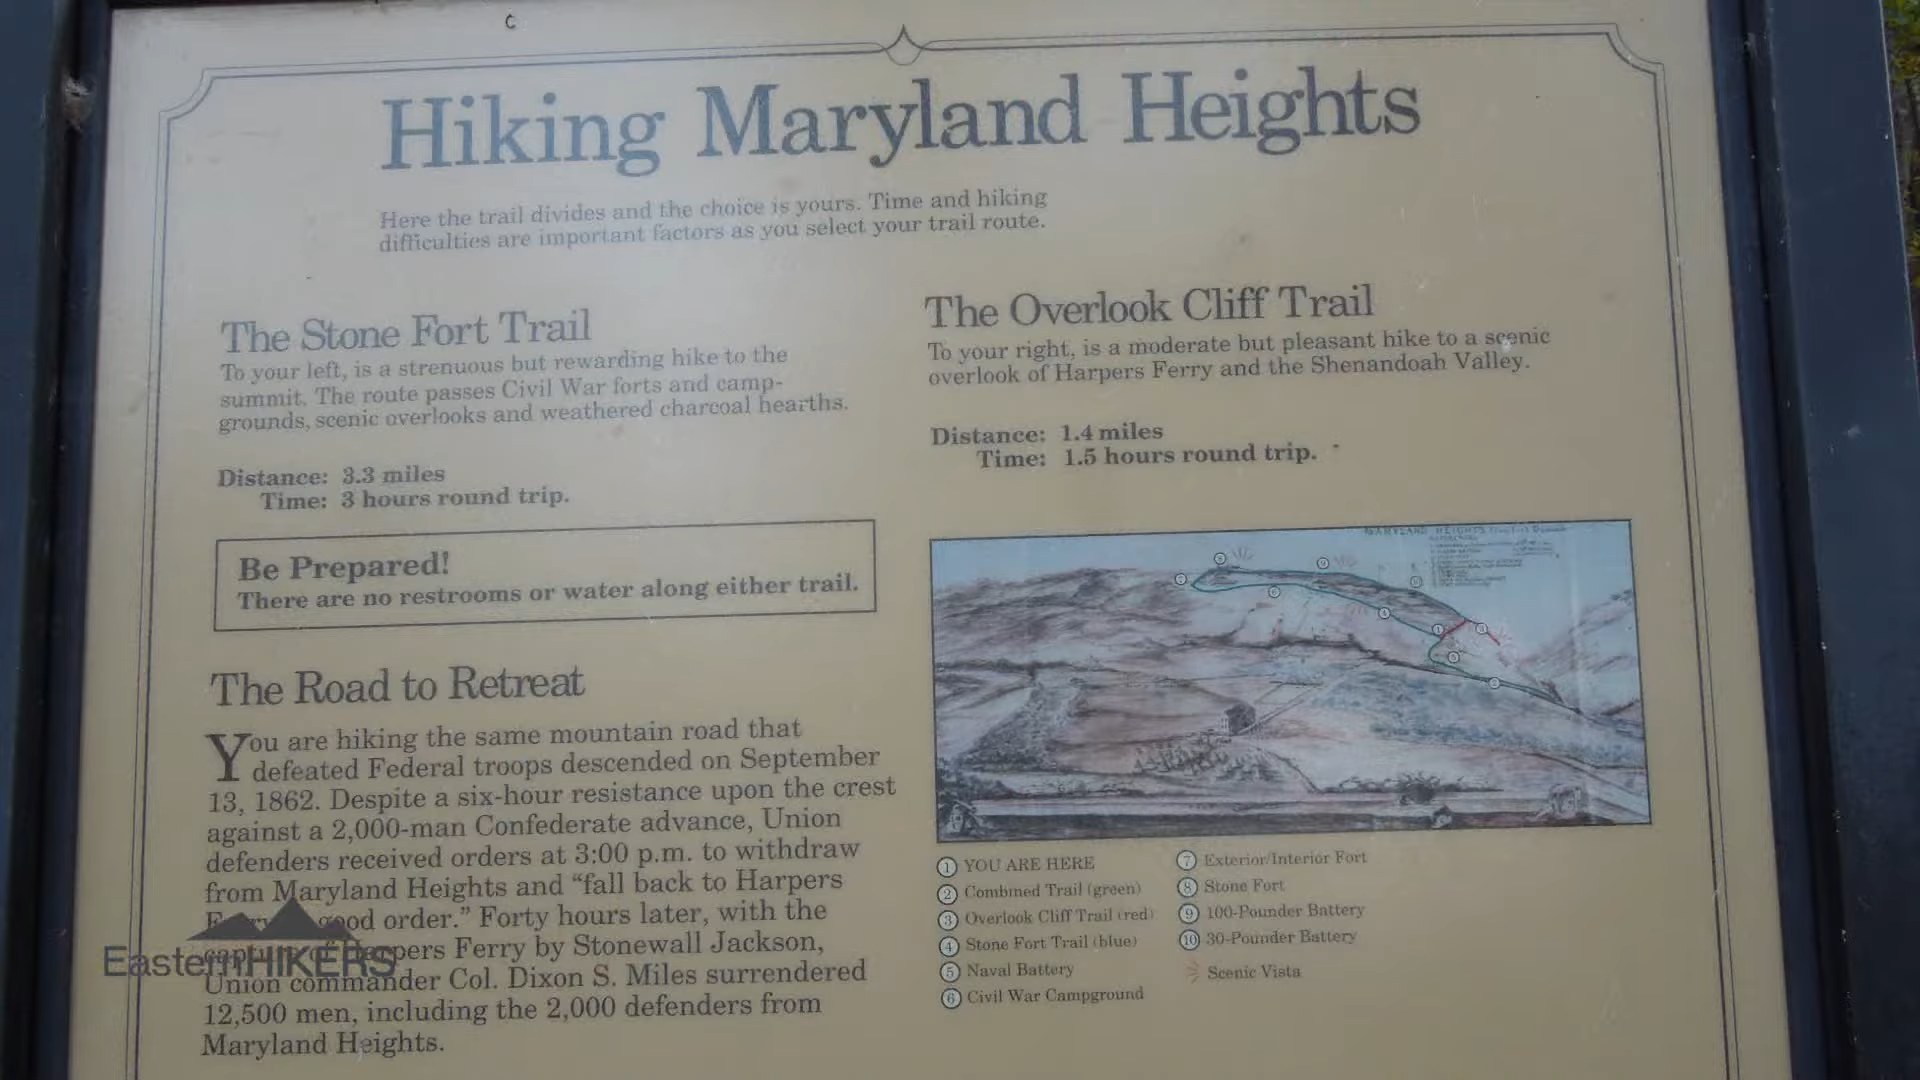 Hiking Maryland Heights
Here the trail divides and the choice is yours. Time and hiking
difficulties are important factors as you select your trail route.
The Stone Fort Trail
To your left, is a strenuous but rewarding hike to the
summit. The route passes Civil War forts and camp-
grounds, scenic overlooks and weathered charcoal hearths.
Distance: 3.3 miles
Time: 3 hours round trip.
Be Prepared!
There are no restrooms or water along either trail.
The Road to Retreat
You are hiking the same mountain road that
defeated Federal troops descended on September
13, 1862. Despite a six-hour resistance upon the crest
against a 2,000-man Confederate advance, Union
defenders received orders at 3:00 p.m. to withdraw
from Maryland Heights and “fall back to Harpers
good order.” Forty hours later, with the
Harpers Ferry by Stonewall Jackson,
Union commander Col. Dixon S. Miles surrendered
12,500 men, including the 2,000 defenders from
Maryland Heights.
The Overlook Cliff Trail
To your right, is a moderate but pleasant hike to a scenic
overlook of Harpers Ferry and the Shenandoah Valley.
Distance: 1.4 miles
Time: 1.5 hours round trip.
MARYLAND HEIGHTS
1 YOU ARE HERE
2 Combined Trail (green)
3 Overlook Cliff Trail (red)
4 Stone Fort Trail (blue)
5 Naval Battery
6 Civil War Campground
7 Exterior/Interior Fort
8 Stone Fort
9 100-Pounder Battery
10 30-Pounder Battery
Scenic Vista
EasternHIKERS